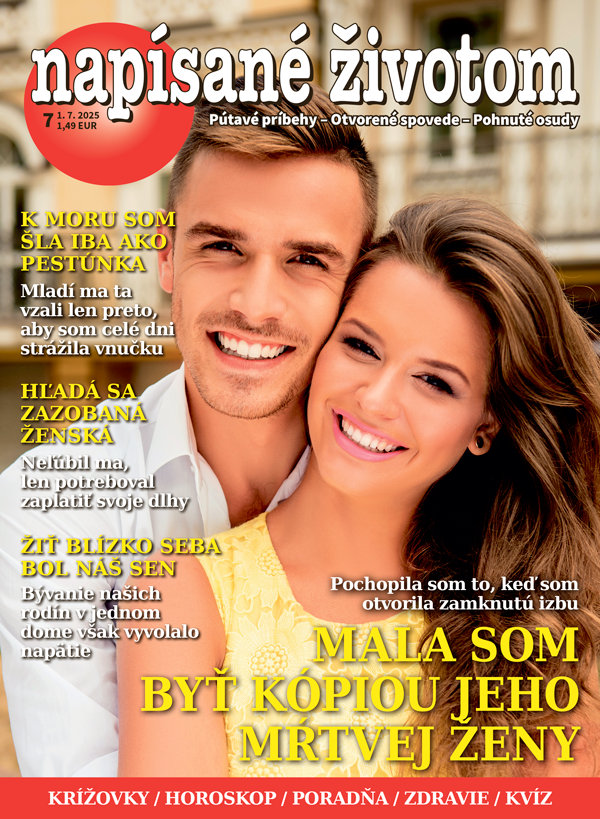 napísané životom
7 1. 7. 2025
1,49 EUR
Pútavé príbehy – Otvorené spovede – Pohnuté osudy
K MORU SOM
ŠLA IBA AKO
PESTÚNKA
Mladí ma ta
vzali len preto,
aby som celé dni
strážila vnučku
HĽADÁ SA
ZAZOBANÁ
ŽENSKÁ
Neľúbil ma,
len potreboval
zaplatiť svoje dlhy
ŽIŤ BLÍZKO SEBA
BOL NÁŠ SEN
Bývanie našich
rodín v jednom
dome však vyvolalo
napätie
Pochopila som to, keď som
otvorila zamknutú izbu
MALA SOM
BYŤ KÓPIOU JEHO
MŔTVEJ ŽENY
KRÍŽOVKY / HOROSKOP / PORADŇA / ZDRAVIE / KVÍZ